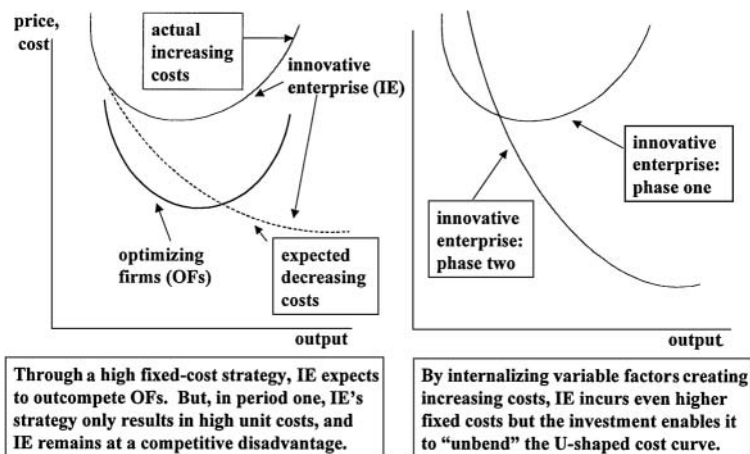 price,
cost
actual
increasing
costs
innovative
enterprise (IE)
optimizing
firms (OFs)
expected
decreasing
costs
output
innovative
enterprise:
phase one
innovative
enterprise:
phase two
output
Through a high fixed-cost strategy, IE expects
to outcompete OFs. But, in period one, IE's
strategy only results in high unit costs, and
IE remains at a competitive disadvantage.
By internalizing variable factors creating
increasing costs, IE incurs even higher
fixed costs but the investment enables it
to “unbend” the U-shaped cost curve.